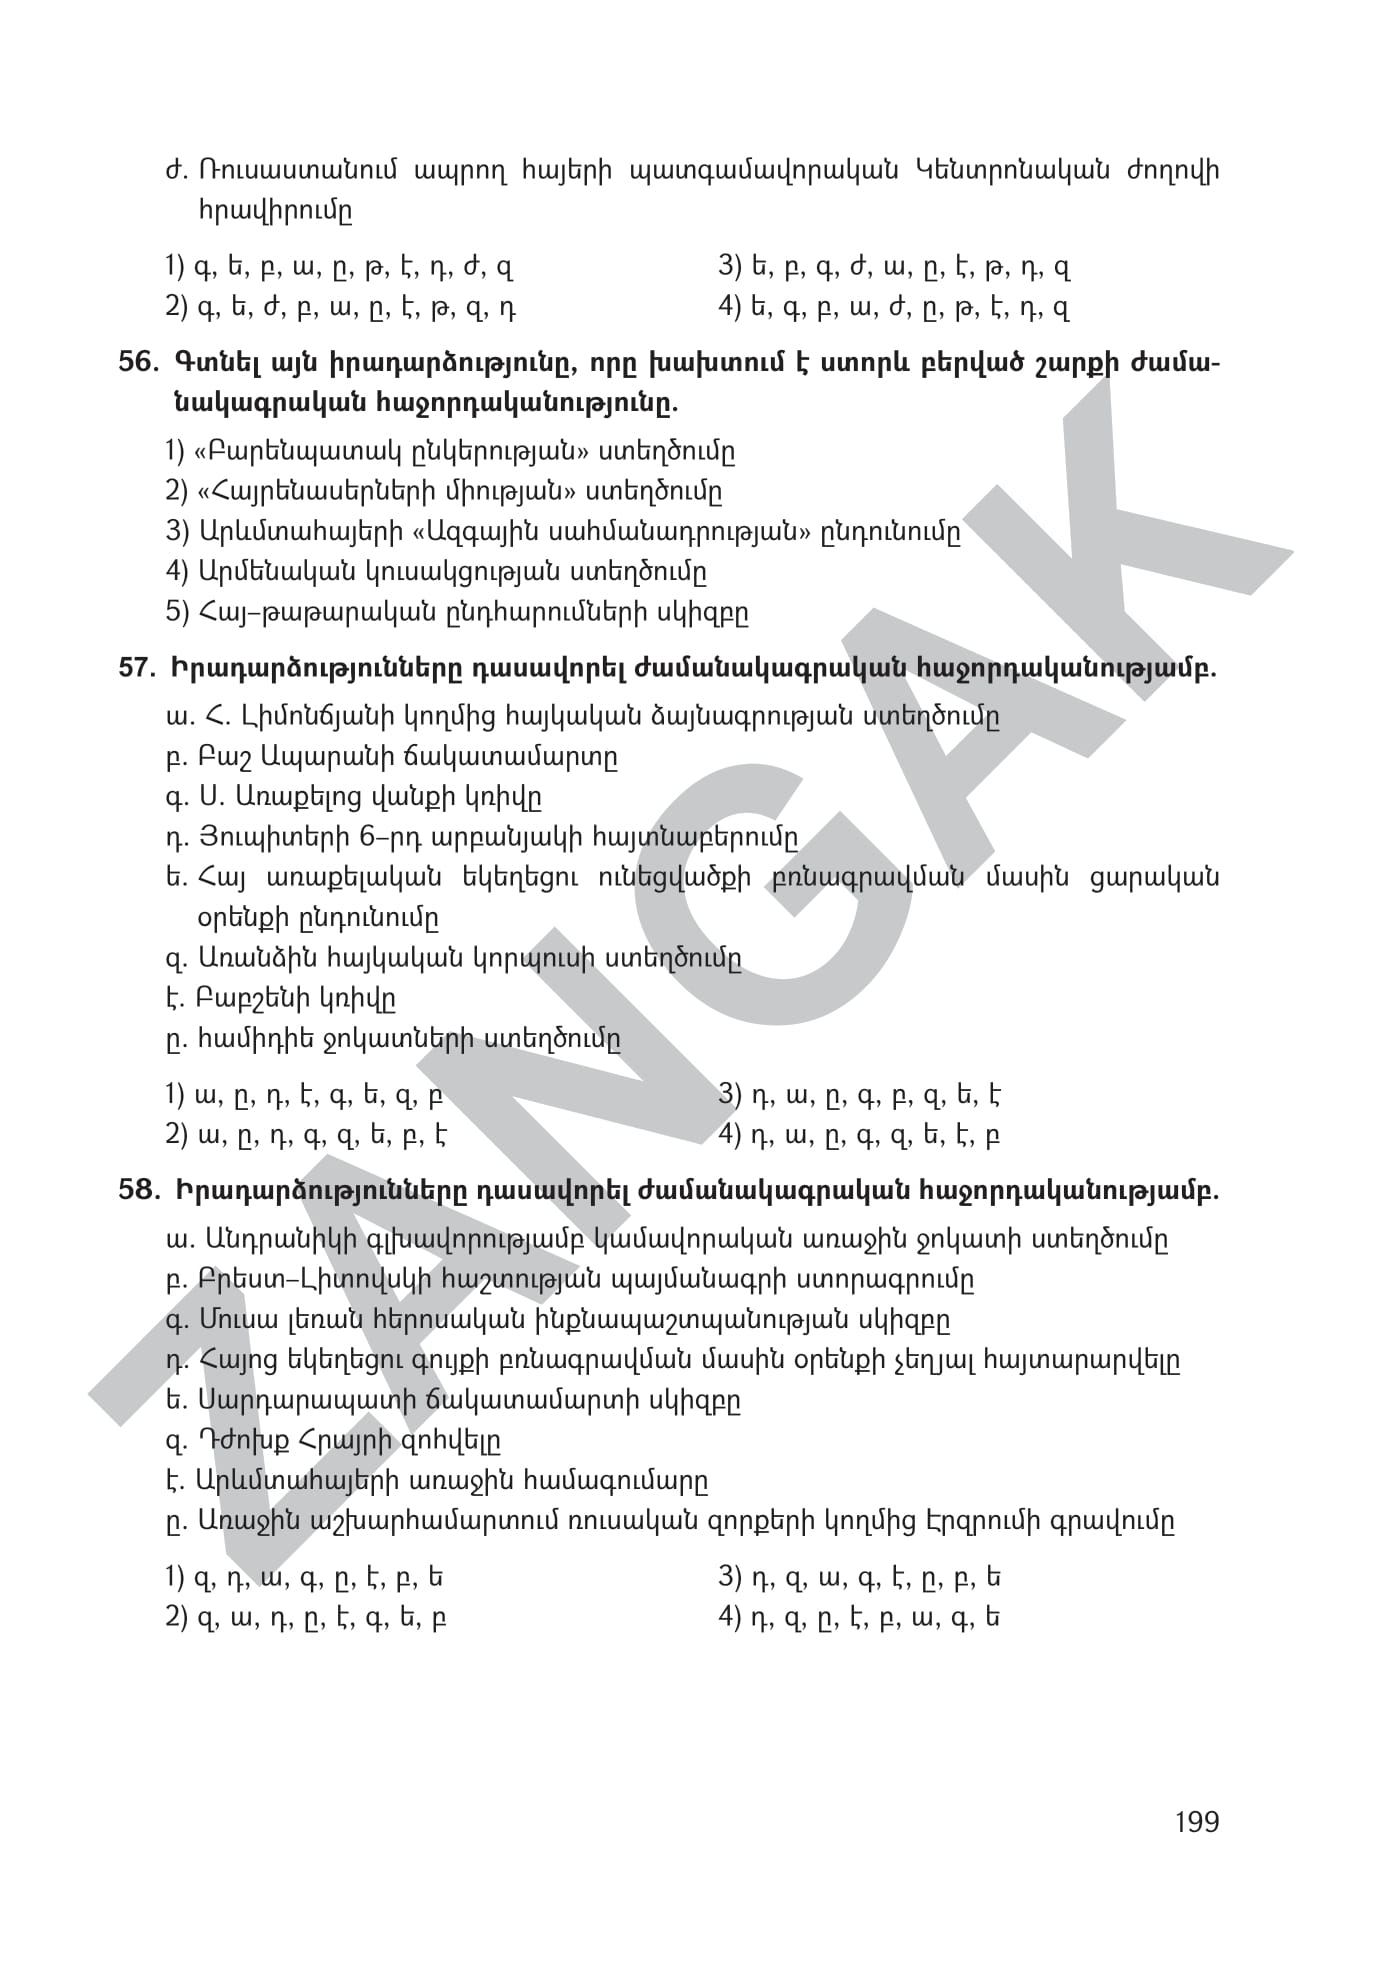 ժ. Ռուսաստանում ապրող հայերի պատգամավորական Կենտրոնական ժողովի
հրավիրումը
1) գ, ե, բ, ա, ը, թ, է, դ, ժ, զ
3) ե, բ, գ, ժ, ա, ը, է, թ, դ, զ
2) գ, ե, ժ, բ, ա, ը, է, թ, զ, դ
4) ե, գ, բ, ա, ժ, ը, թ, է, դ, զ
56. Գտնել այն իրադարձությունը, որը խախտում է ստորև բերված շարքի ժամա-
նակագրական հաջորդականությունը.
1) «Բարենպատակ ընկերության» ստեղծումը
2) «Հայրենասերների միության» ստեղծումը
3) Արևմտահայերի «Ազգային սահմանադրության» ընդունումը
4) Արմենական կուսակցության ստեղծումը
5) Հայ–թաթարական ընդհարումների սկիզբը
57. Իրադարձությունները դասավորել ժամանակագրական հաջորդականությամբ.
ա. Հ. Լիմոնճյանի կողմից հայկական ձայնագրության ստեղծումը
բ. Բաշ Ապարանի ճակատամարտը
գ. Ս. Առաքելոց վանքի կռիվը
դ. Յուպիտերի 6–րդ արբանյակի հայտնաբերումը
ե. Հայ առաքելական եկեղեցու ունեցվածքի բռնագրավման մասին ցարական
օրենքի ընդունումը
զ. Առանձին հայկական կորպուսի ստեղծումը
է. Բաբշենի կռիվը
ը. համիդիե ջոկատների ստեղծումը
1) ա, ը, դ, է, գ, ե, զ, բ
3) դ, ա, ը, գ, բ, զ, ե, է
2) ա, ը, դ, գ, զ, ե, բ, է
4) դ, ա, ը, գ, զ, ե, է, բ
58. Իրադարձությունները դասավորել ժամանակագրական հաջորդականությամբ.
ա. Անդրանիկի գլխավորությամբ կամավորական առաջին ջոկատի ստեղծումը
բ. Բրեստ–Լիտովսկի հաշտության պայմանագրի ստորագրումը
գ. Մուսա լեռան հերոսական ինքնապաշտպանության սկիզբը
դ. Հայոց եկեղեցու գույքի բռնագրավման մասին օրենքի չեղյալ հայտարարվելը
ե. Սարդարապատի ճակատամարտի սկիզբը
զ. Դժոխք Հրայրի զոհվելը
է. Արևմտահայերի առաջին համագումարը
ը. Առաջին աշխարհամարտում ռուսական զորքերի կողմից Էրզրումի գրավումը
1) զ, դ, ա, գ, ը, է, բ, ե
3) դ, զ, ա, գ, է, ը, բ, ե
2) զ, ա, դ, ը, է, գ, ե, բ
4) դ, զ, ը, է, բ, ա, գ, ե
199
ZANGAK